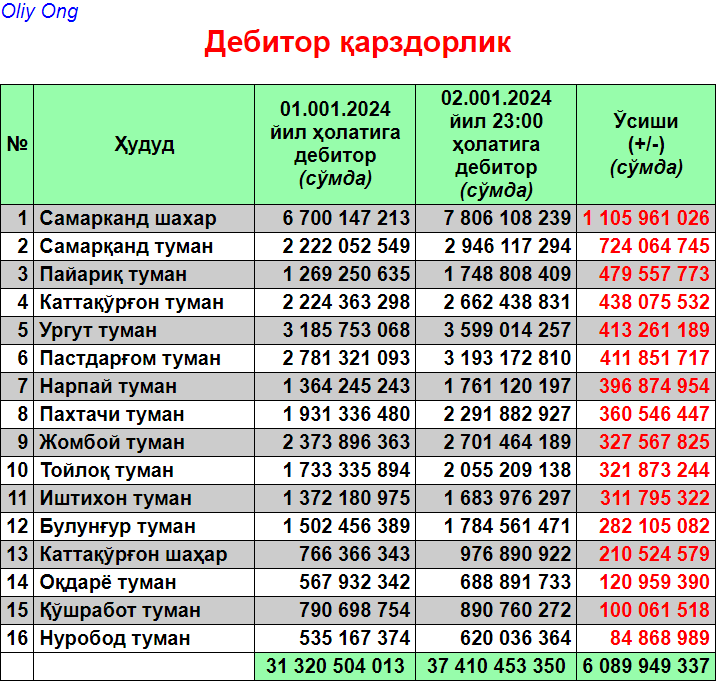 Oliy Ong
Дебитор қарздорлик
№ Ҳудуд 01.001.2024 йил ҳолатига дебитор (сўмда) 02.001.2024 йил 23:00 ҳолатига дебитор (сўмда) Ўсиши (+/-) (сўмда)
1 Самарканд шахар 6 700 147 213 7 806 108 239 1 105 961 026
2 Самарқанд туман 2 222 052 549 2 946 117 294 724 064 745
3 Пайариқ туман 1 269 250 635 1 748 808 409 479 557 773
4 Каттақўрғон туман 2 224 363 298 2 662 438 831 438 075 532
5 Ургут туман 3 185 753 068 3 599 014 257 413 261 189
6 Пастдарғом туман 2 781 321 093 3 193 172 810 411 851 717
7 Нарпай туман 1 364 245 243 1 761 120 197 396 874 954
8 Пахтачи туман 1 931 336 480 2 291 882 927 360 546 447
9 Жомбой туман 2 373 896 363 2 701 464 189 327 567 825
10 Тойлоқ туман 1 733 335 894 2 055 209 138 321 873 244
11 Иштихон туман 1 372 180 975 1 683 976 297 311 795 322
12 Булунғур туман 1 502 456 389 1 784 561 471 282 105 082
13 Каттақўрғон шаҳар 766 366 343 976 890 922 210 524 579
14 Оқдарё туман 567 932 342 688 891 733 120 959 390
15 Қўшработ туман 790 698 754 890 760 272 100 061 518
16 Нуробод туман 535 167 374 620 036 364 84 868 989
31 320 504 013 37 410 453 350 6 089 949 337